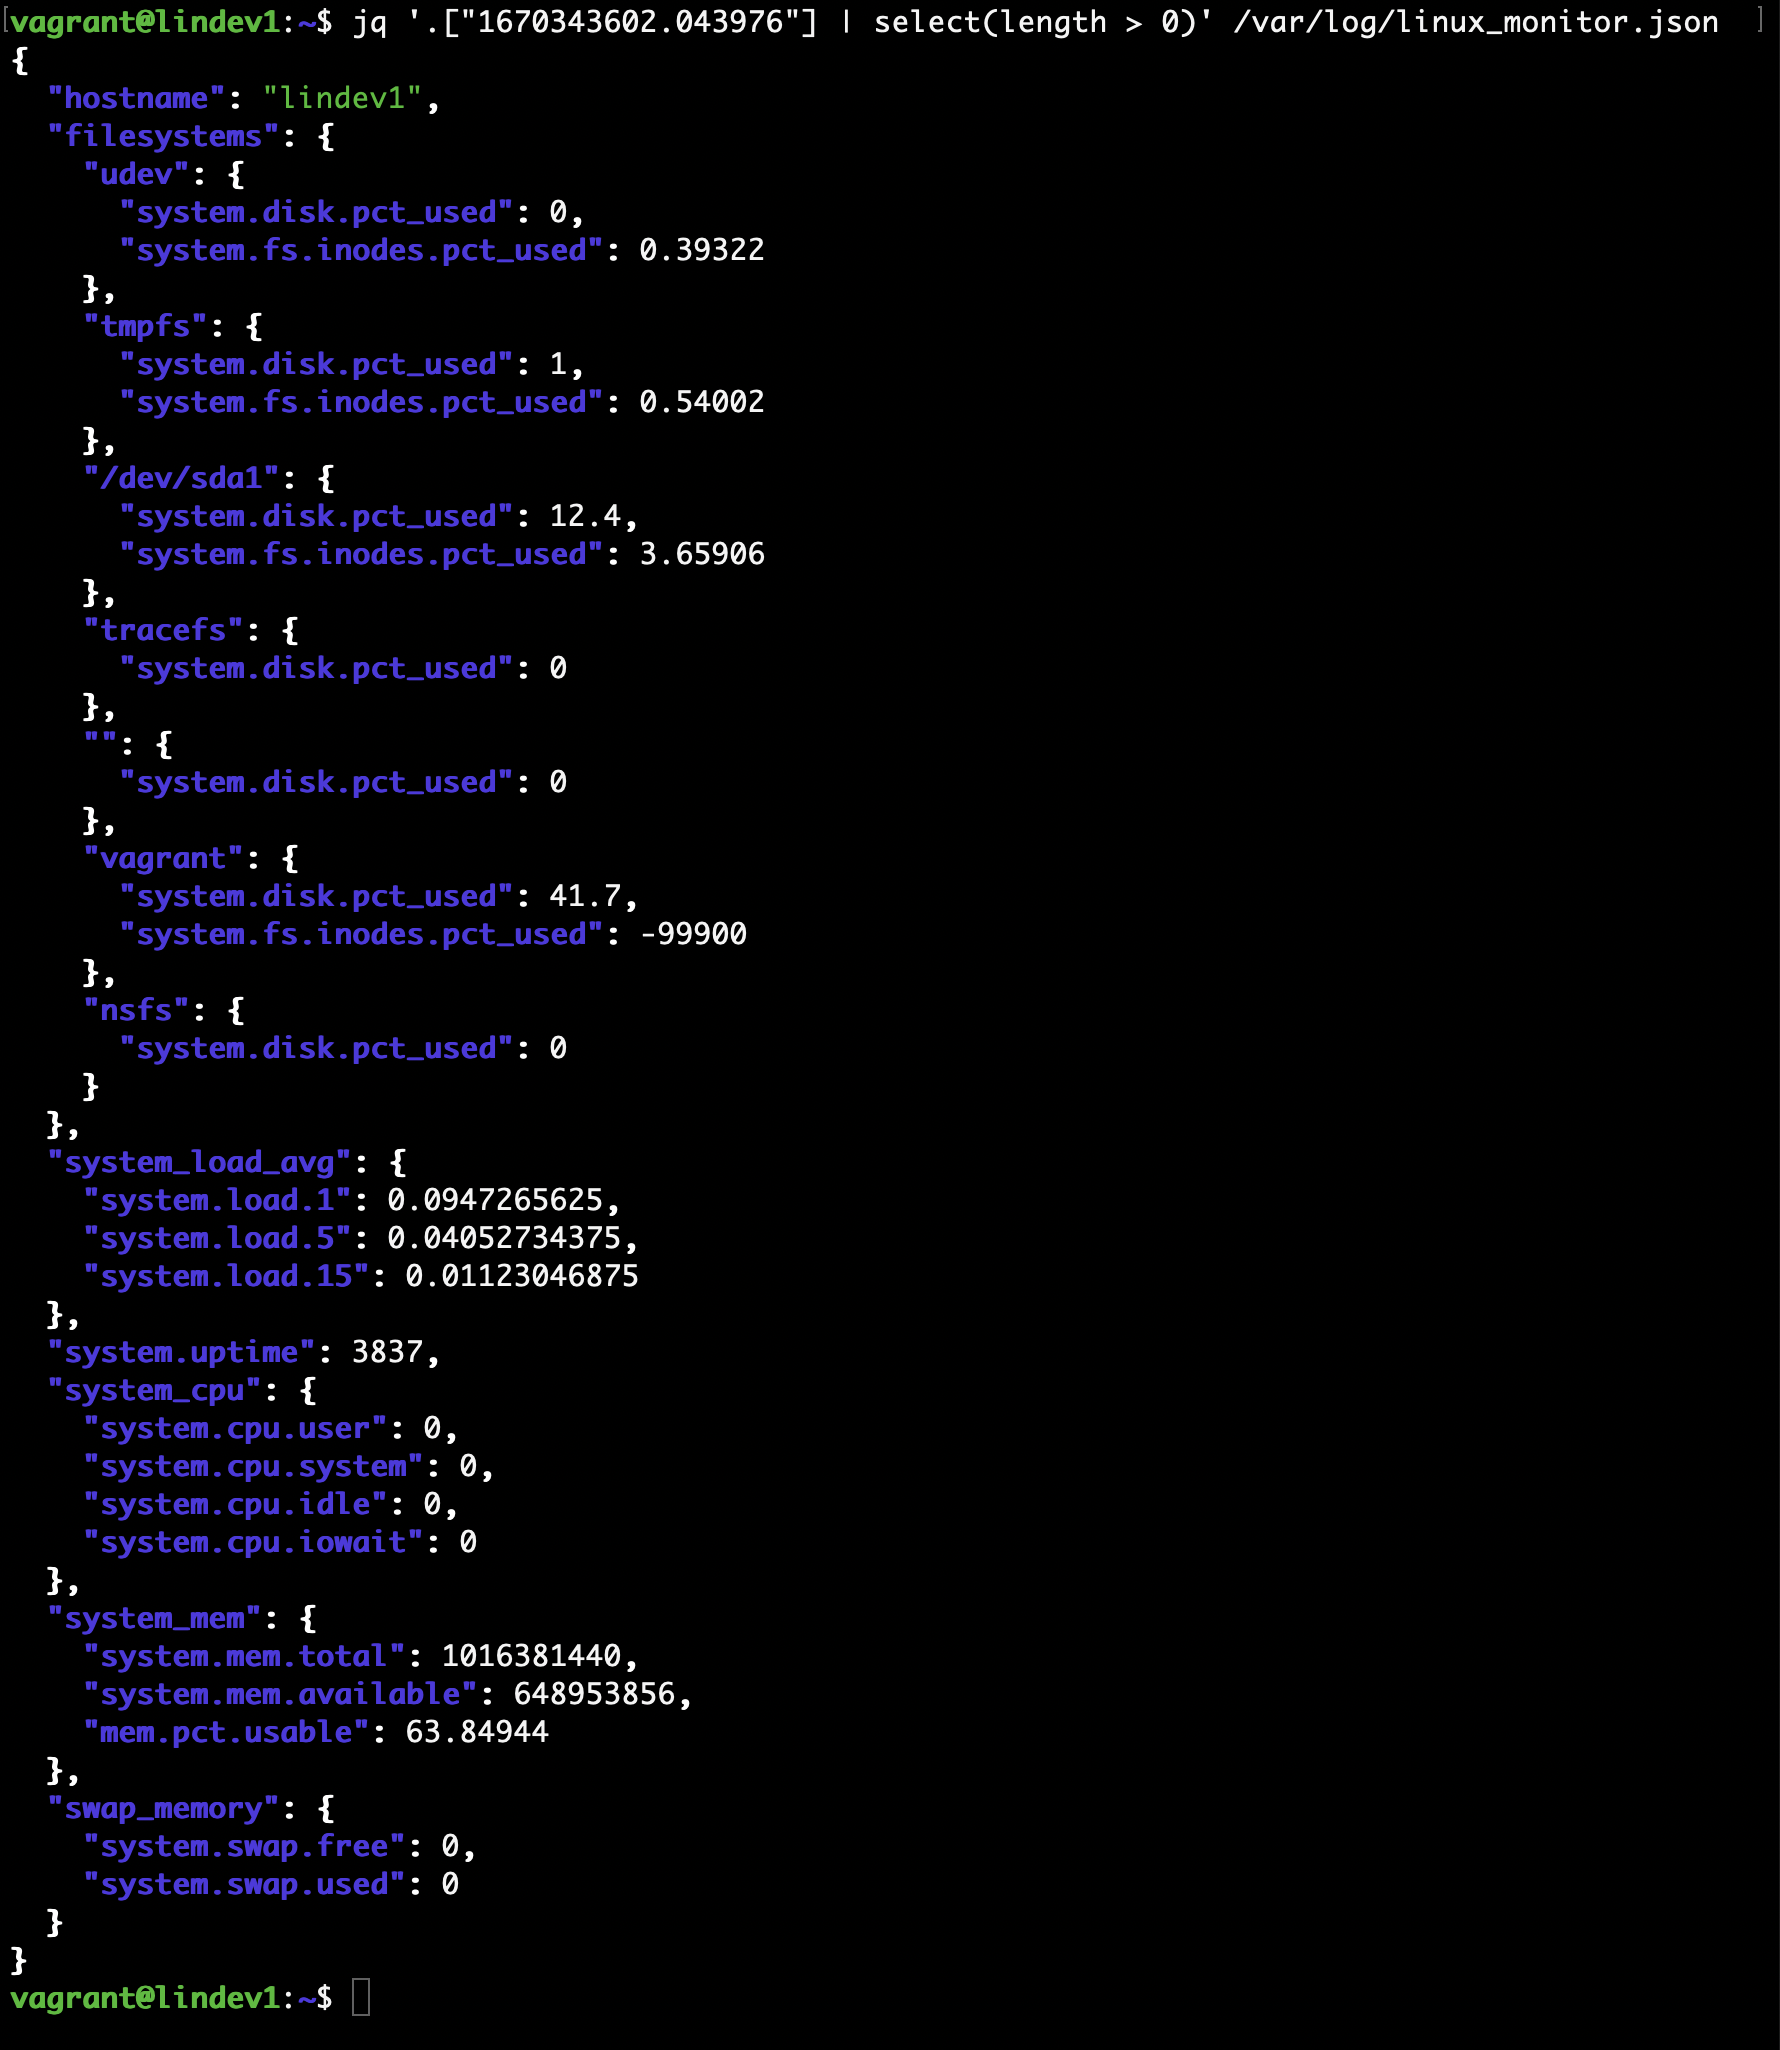 vagrant@lindev1:~$ jq '.["1670343602.043976"] | select(length > 0)' /var/log/linux_monitor.json
{
  "hostname": "lindev1",
  "filesystems": {
    "udev": {
      "system.disk.pct_used": 0,
      "system.fs.inodes.pct_used": 0.39322
    },
    "tmpfs": {
      "system.disk.pct_used": 1,
      "system.fs.inodes.pct_used": 0.54002
    },
    "/dev/sda1": {
      "system.disk.pct_used": 12.4,
      "system.fs.inodes.pct_used": 3.65906
    },
    "tracefs": {
      "system.disk.pct_used": 0
    },
    "": {
      "system.disk.pct_used": 0
    },
    "vagrant": {
      "system.disk.pct_used": 41.7,
      "system.fs.inodes.pct_used": -99900
    },
    "nsfs": {
      "system.disk.pct_used": 0
    }
  },
  "system_load_avg": {
    "system.load.1": 0.0947265625,
    "system.load.5": 0.04052734375,
    "system.load.15": 0.01123046875
  },
  "system.uptime": 3837,
  "system_cpu": {
    "system.cpu.user": 0,
    "system.cpu.system": 0,
    "system.cpu.idle": 0,
    "system.cpu.iowait": 0
  },
  "system_mem": {
    "system.mem.total": 1016381440,
    "system.mem.available": 648953856,
    "mem.pct.usable": 63.84944
  },
  "swap_memory": {
    "system.swap.free": 0,
    "system.swap.used": 0
  }
}
vagrant@lindev1:~$